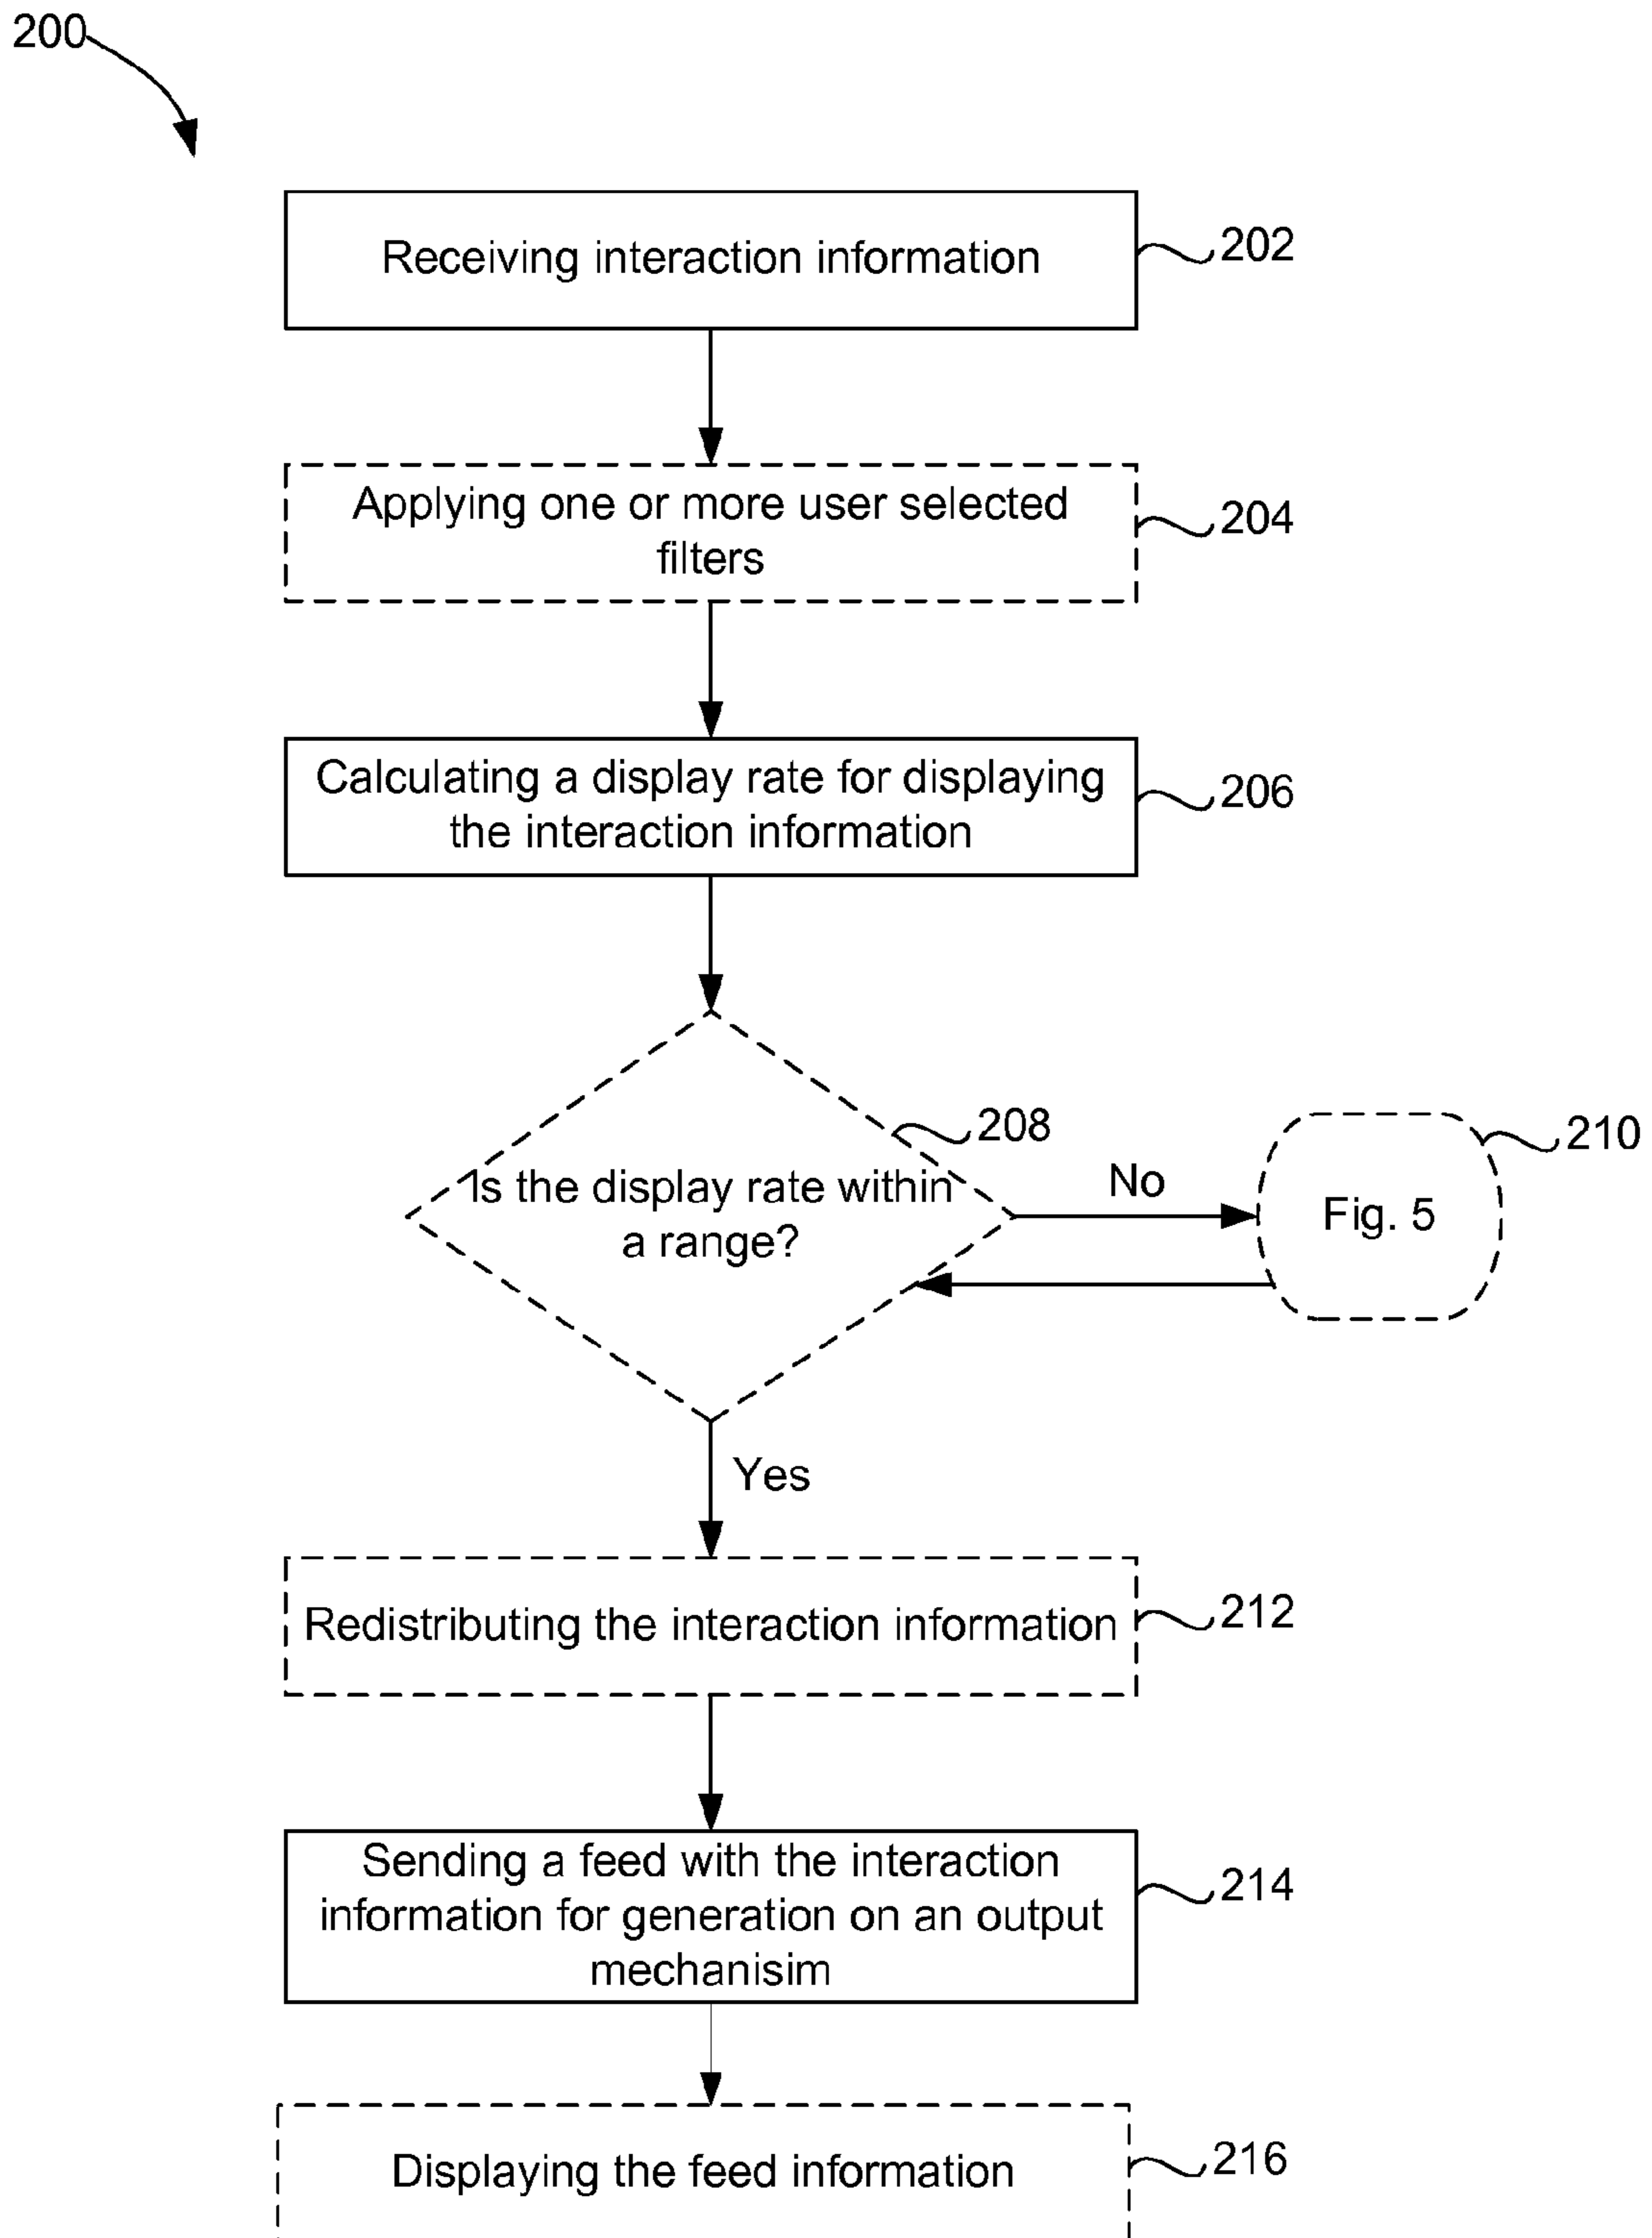 200
Receiving interaction information
202
Applying one or more user selected
filters
204
Calculating a display rate for displaying
the interaction information
206
208
Is the display rate within
a range?
No
210
Fig. 5
Yes
Redistributing the interaction information
212
Sending a feed with the interaction
information for generation on an output
mechanisim
214
Displaying the feed information
216